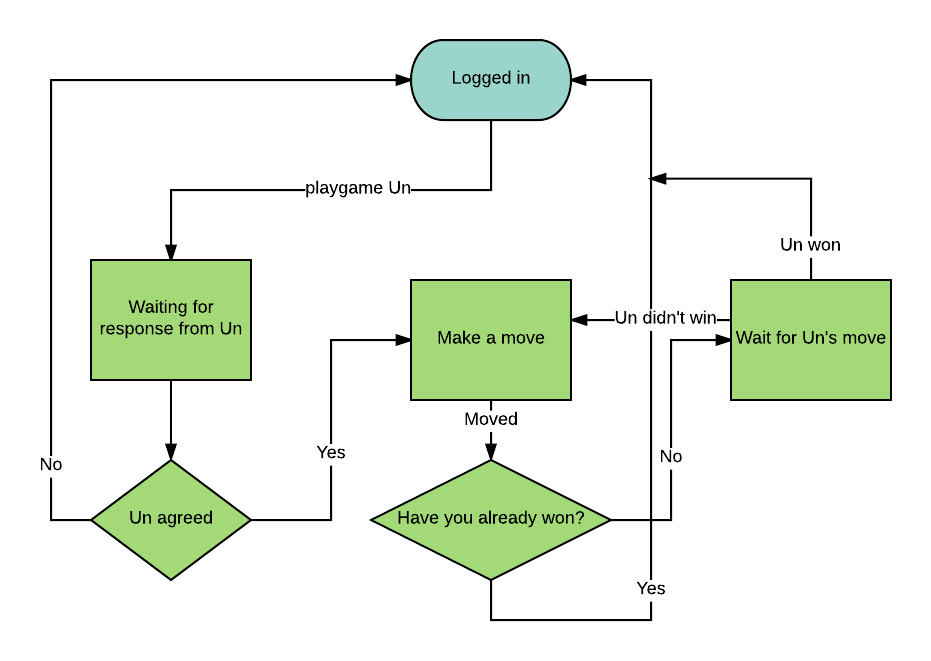 Logged in
playgame Un
Un won
Waiting for
response from Un
Un didn't win
Make a move
Wait for Un's move
Moved
Yes
No
No
Un agreed
Have you already won?
Yes